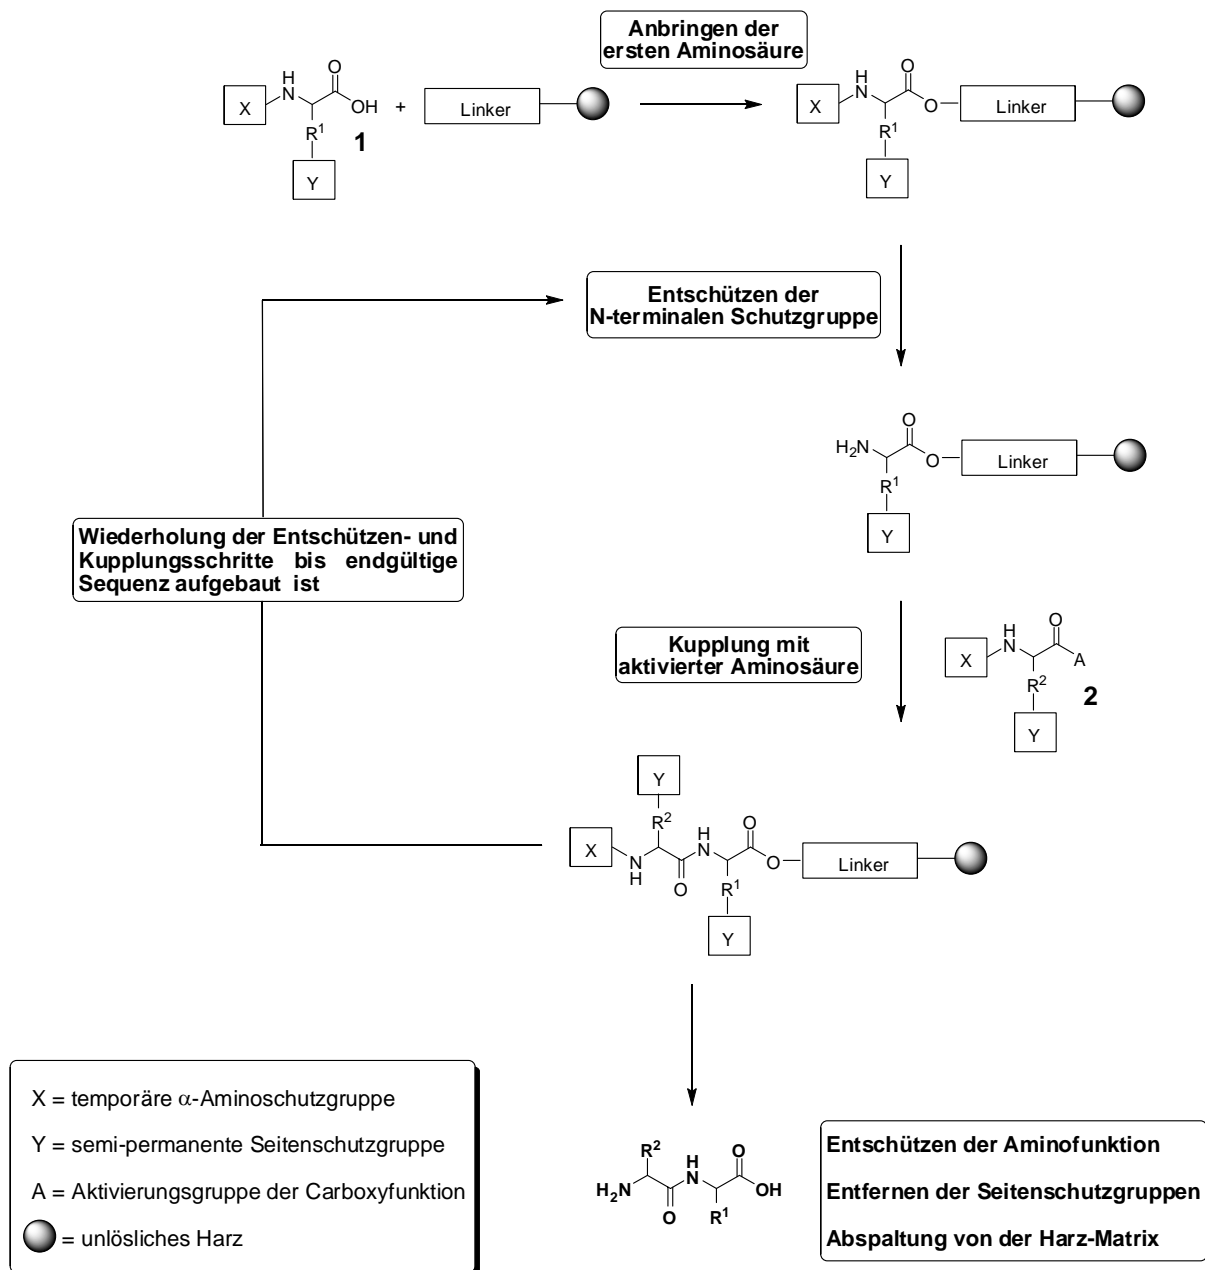 Anbringen der
ersten Aminosäure
X
H
N
O
OH
R1
Y
1
+
Linker
X
H
N
O
O
R1
Y
Linker
Entschützen der
N-terminalen Schutzgruppe
H2N
O
O
R1
Y
Linker
Wiederholung der Entschützen- und
Kupplungsschritte bis endgültige
Sequenz aufgebaut ist
Kupplung mit
aktivierter Aminosäure
X
H
N
O
A
R2
Y
2
Y
R2
X
N
H
O
H
N
O
O
R1
Y
Linker
X = temporäre α-Aminoschutzgruppe
Y = semi-permanente Seitenschutzgruppe
A = Aktivierungsgruppe der Carboxyfunktion
= unlösliches Harz
R2
H2N
O
H
N
O
OH
R1
Entschützen der Aminofunktion
Entfernen der Seitenschutzgruppen
Abspaltung von der Harz-Matrix